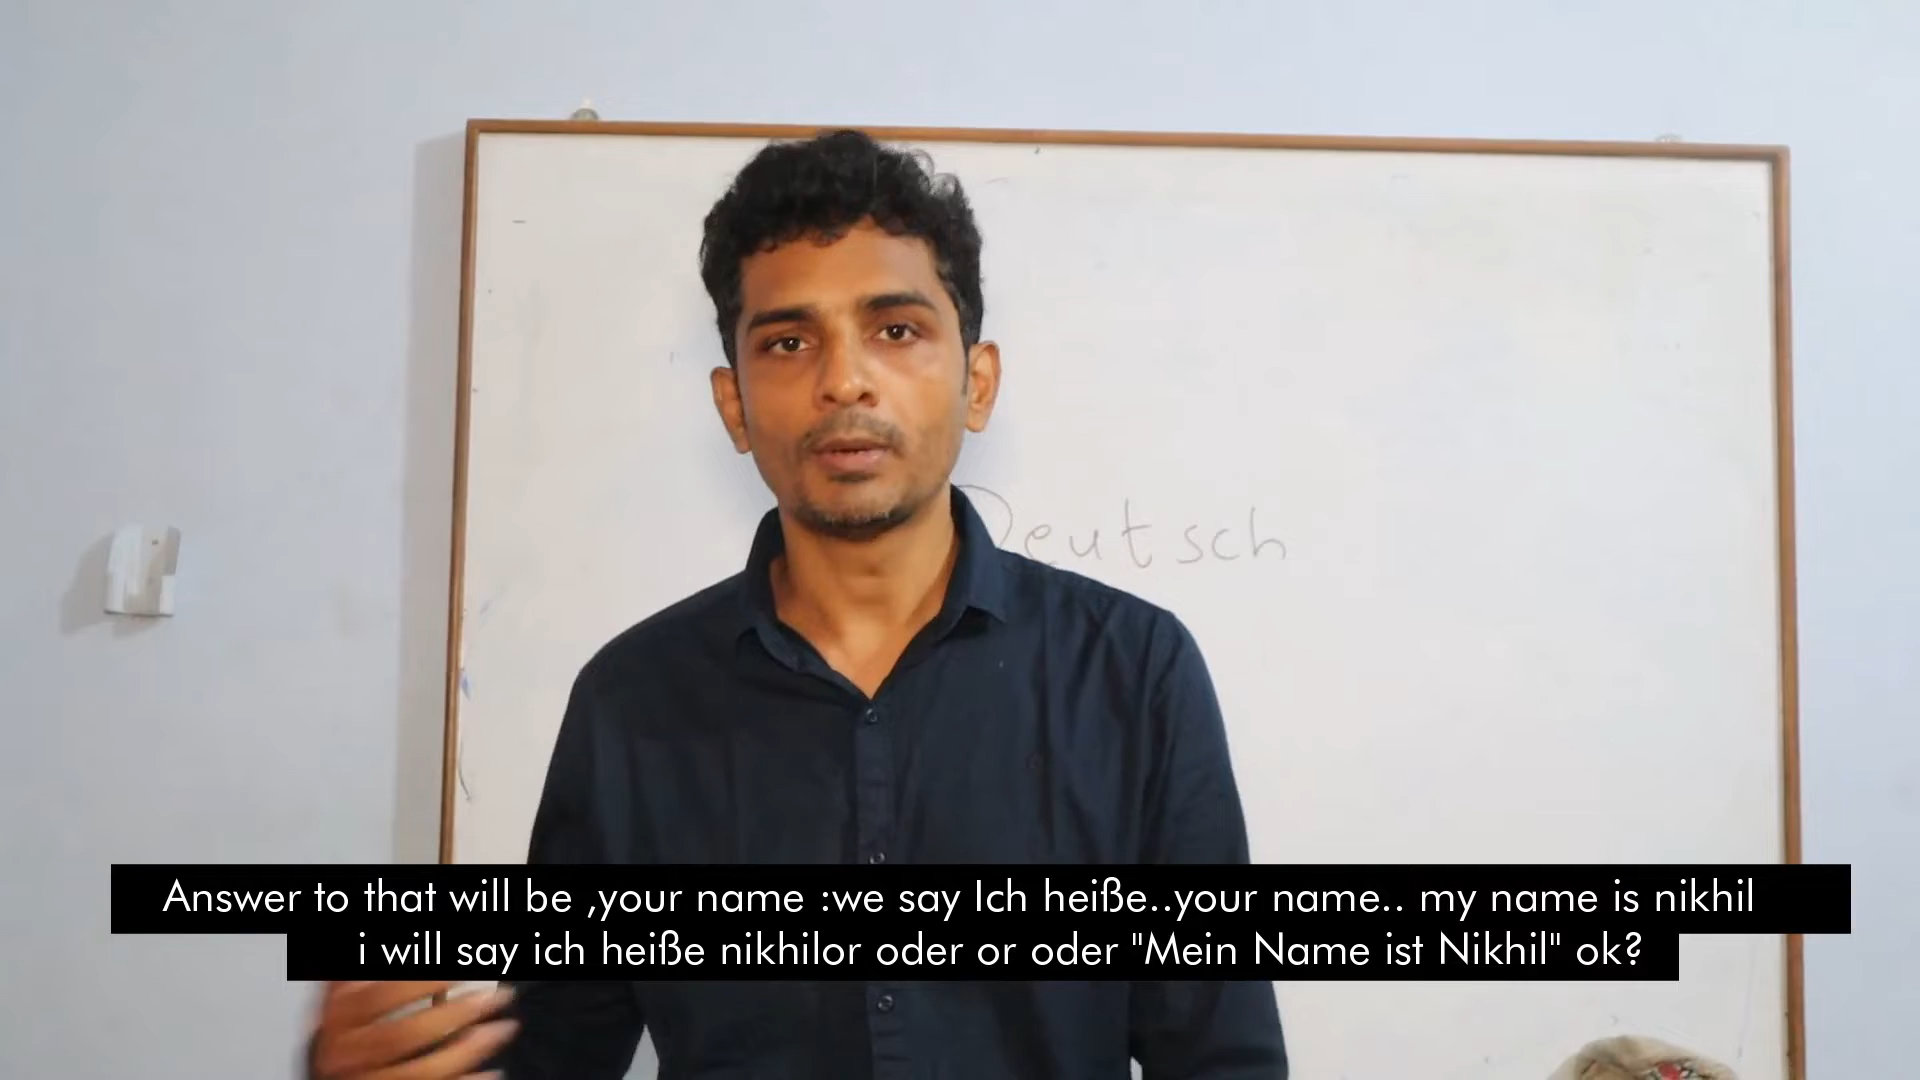 Deutsch
Answer to that will be ,your name :we say Ich heiße..your name.. my name is nikhil
i will say ich heiße nikhilor oder or oder "Mein Name ist Nikhil" ok?